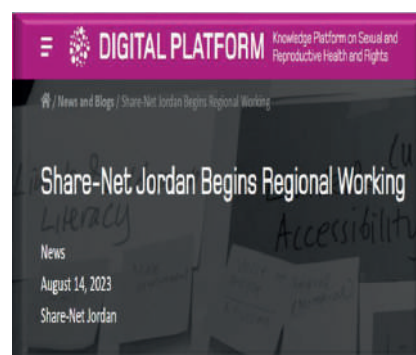 DIGITAL PLATFORM
Knowledge Platform on Sexual and
Reproductive Health and Rights
/ News and Blogs / Share-Net Jordan Begins Regional Working
Share-Net Jordan Begins Regional Working
Literacy
Accessibility
News
August 14, 2023
Share-Net Jordan